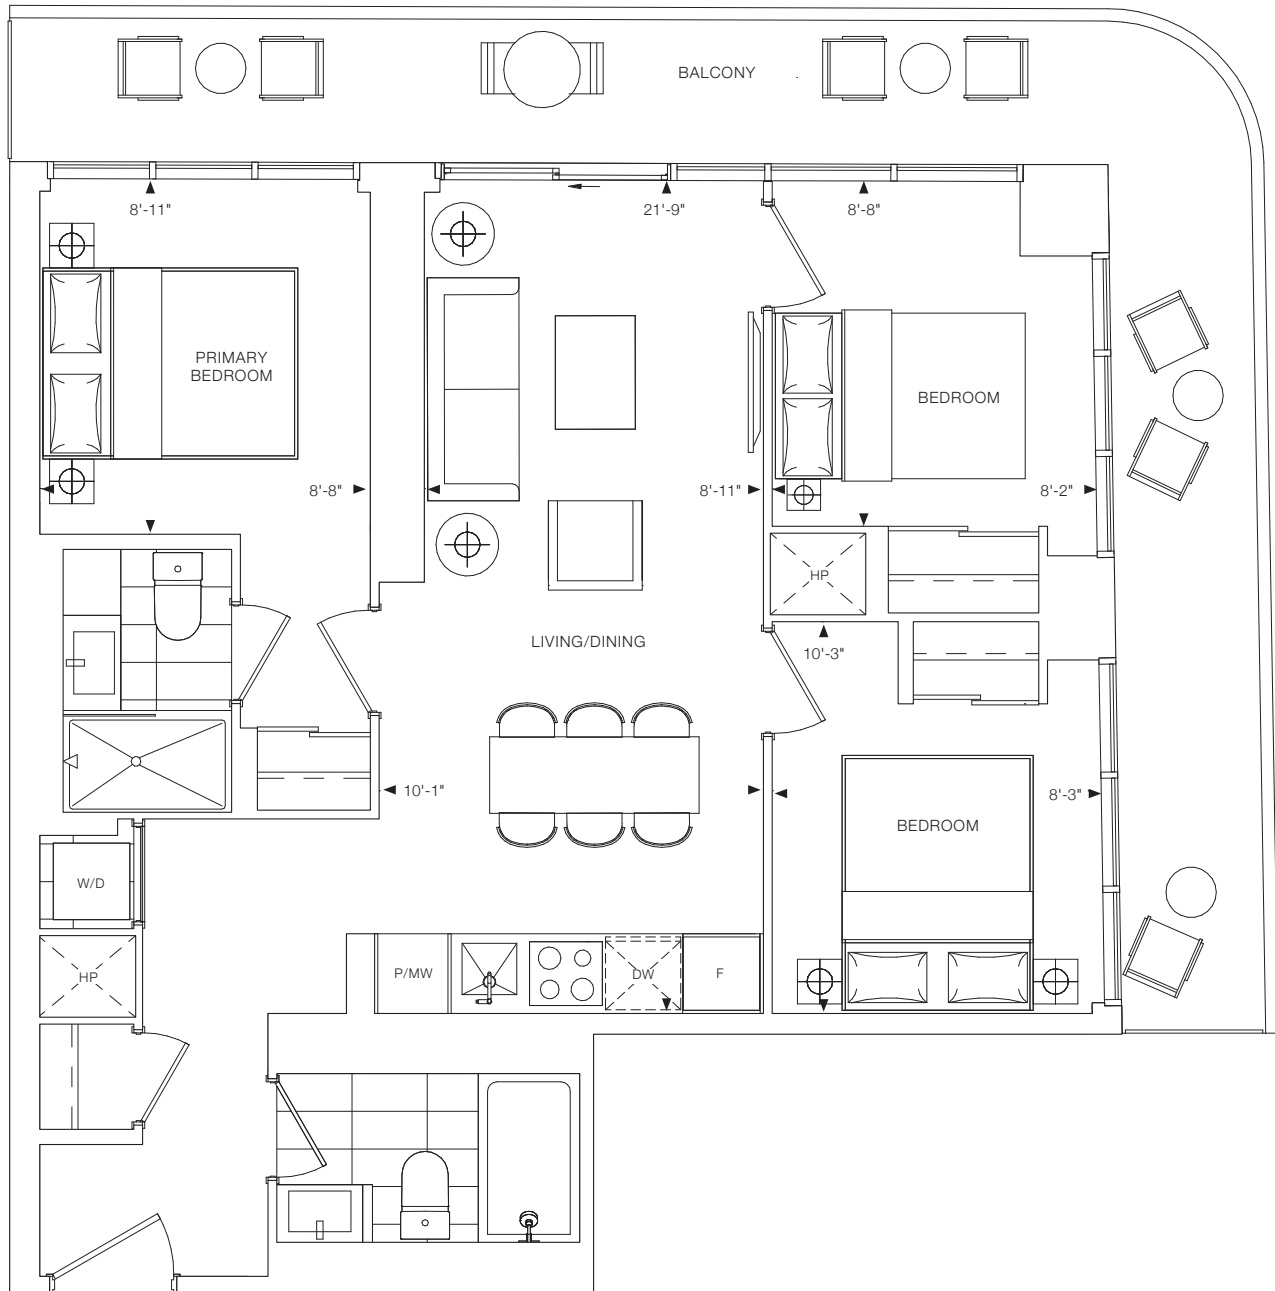 BALCONY
8'-11"
21'-9"
8'-8"
PRIMARY
BEDROOM
BEDROOM
8'-8"
8'-11"
8'-2"
HP
LIVING/DINING
10'-3"
10'-1"
8'-3"
BEDROOM
W/D
HP
P/MW
DW
F